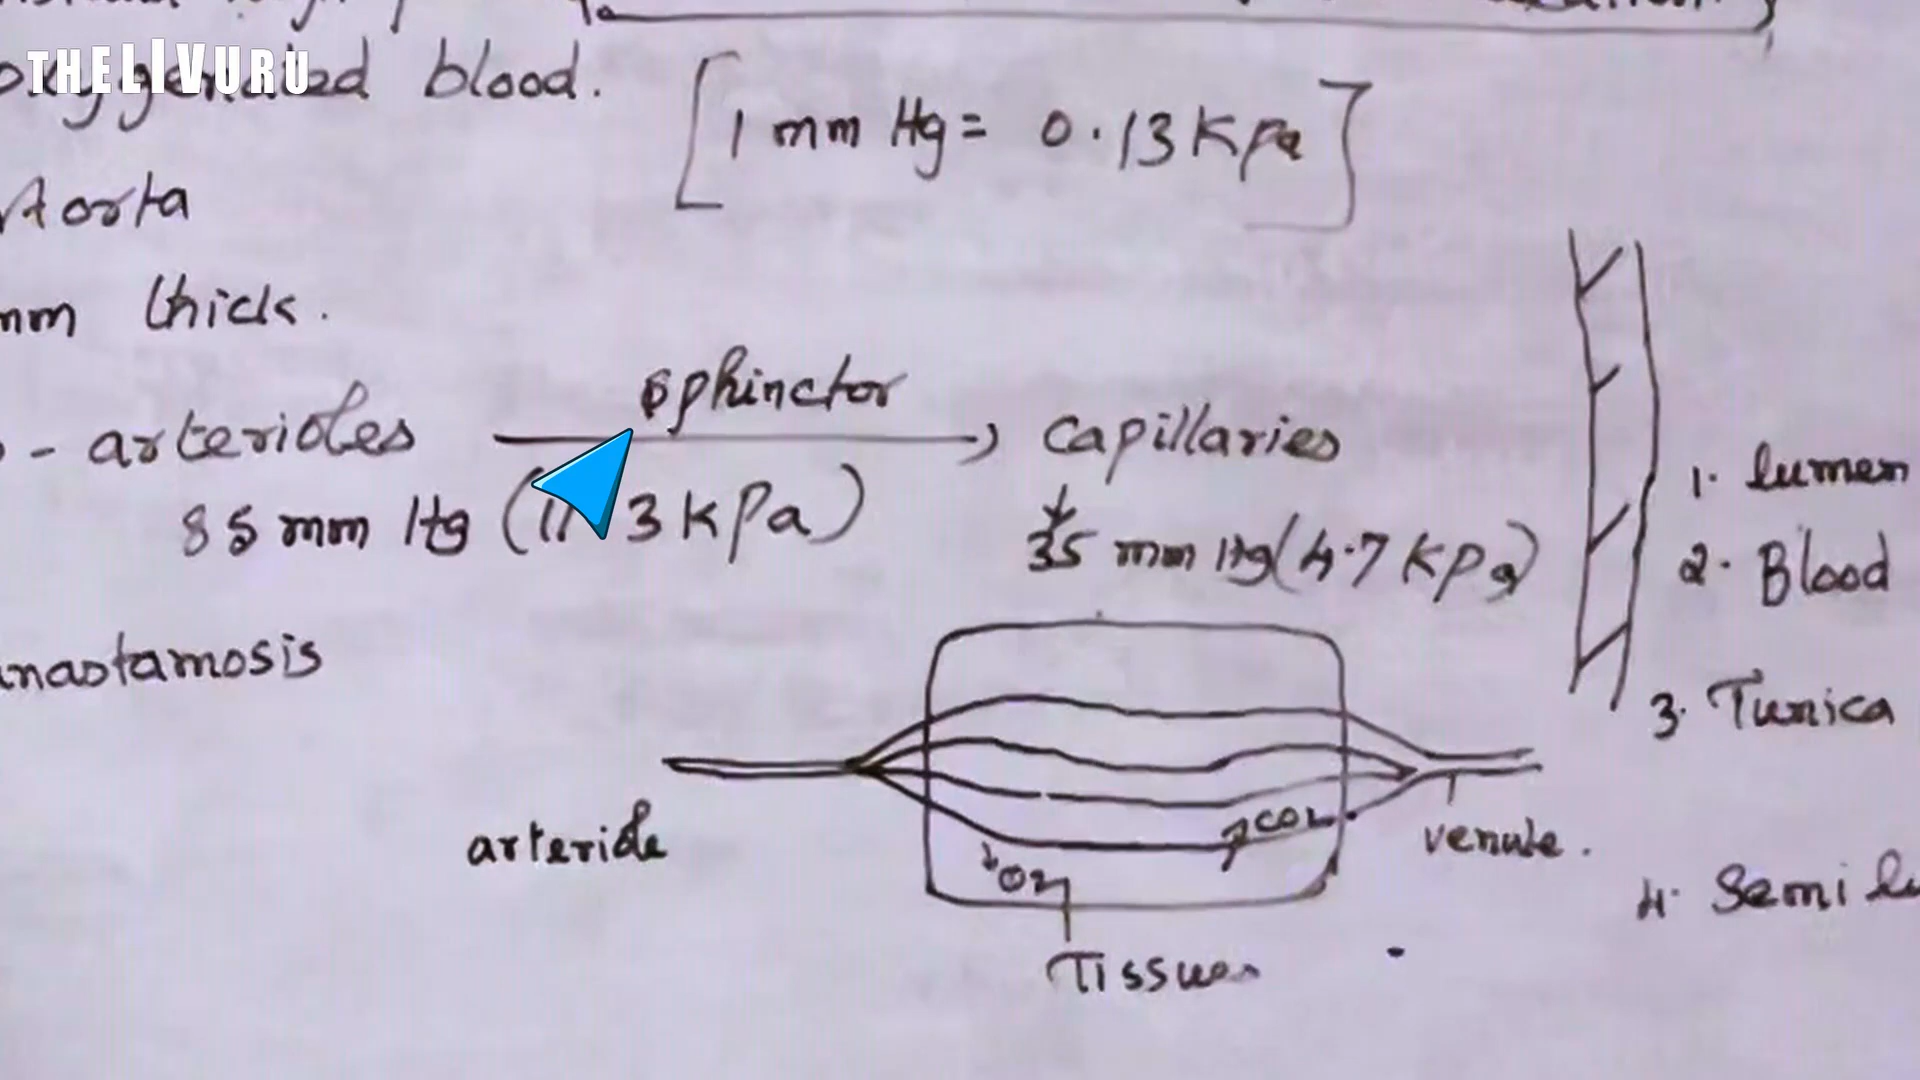 THELIVURU
oxygenated blood.
[1 mm Hg = 0.13 KPa]
Aorta
mm thick.
sphinctor
- arterioles → capillaries
85 mm Hg (11 3 KPa)
35 mm Hg (4.7 KPa)
1. lumen
2. Blood
anastamosis
3. Tunica
arteriole
CO2
venule.
O2
4. Semi lu
Tissues